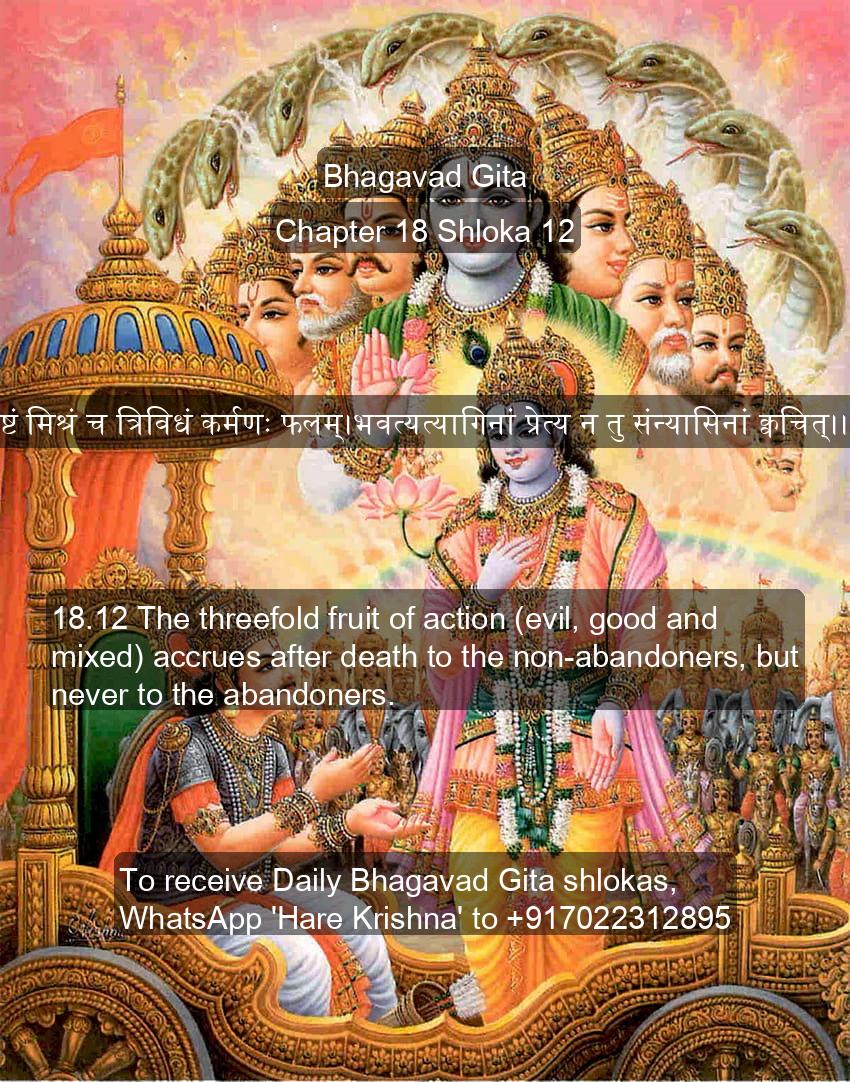 Bhagavad Gita
Chapter 18 Shloka 12
मिश्रं च त्रिविधं कर्मणः फलम्।भवत्यत्यागिनां प्रेत्य न तु संन्यासिनां क्वचित्।।
18.12 The threefold fruit of action (evil, good and
mixed) accrues after death to the non-abandoners, but
never to the abandoners.
To receive Daily Bhagavad Gita shlokas,
WhatsApp 'Hare Krishna' to +917022312895